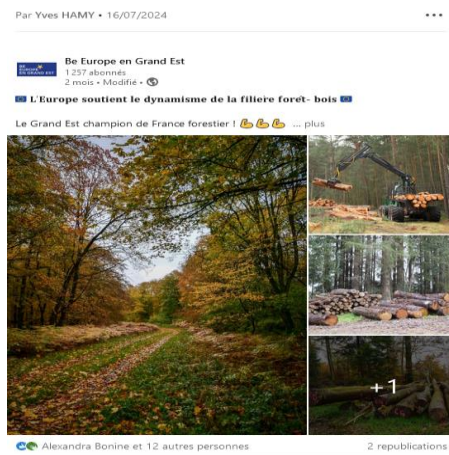 Par Yves HAMY • 16/07/2024
Be Europe en Grand Est
1 257 abonnés
2 mois • Modifié •
L'Europe soutient le dynamisme de la filière forêt- bois
Le Grand Est champion de France forestier ! 💪💪💪 ... plus
+1
Alexandra Bonine et 12 autres personnes
2 republications